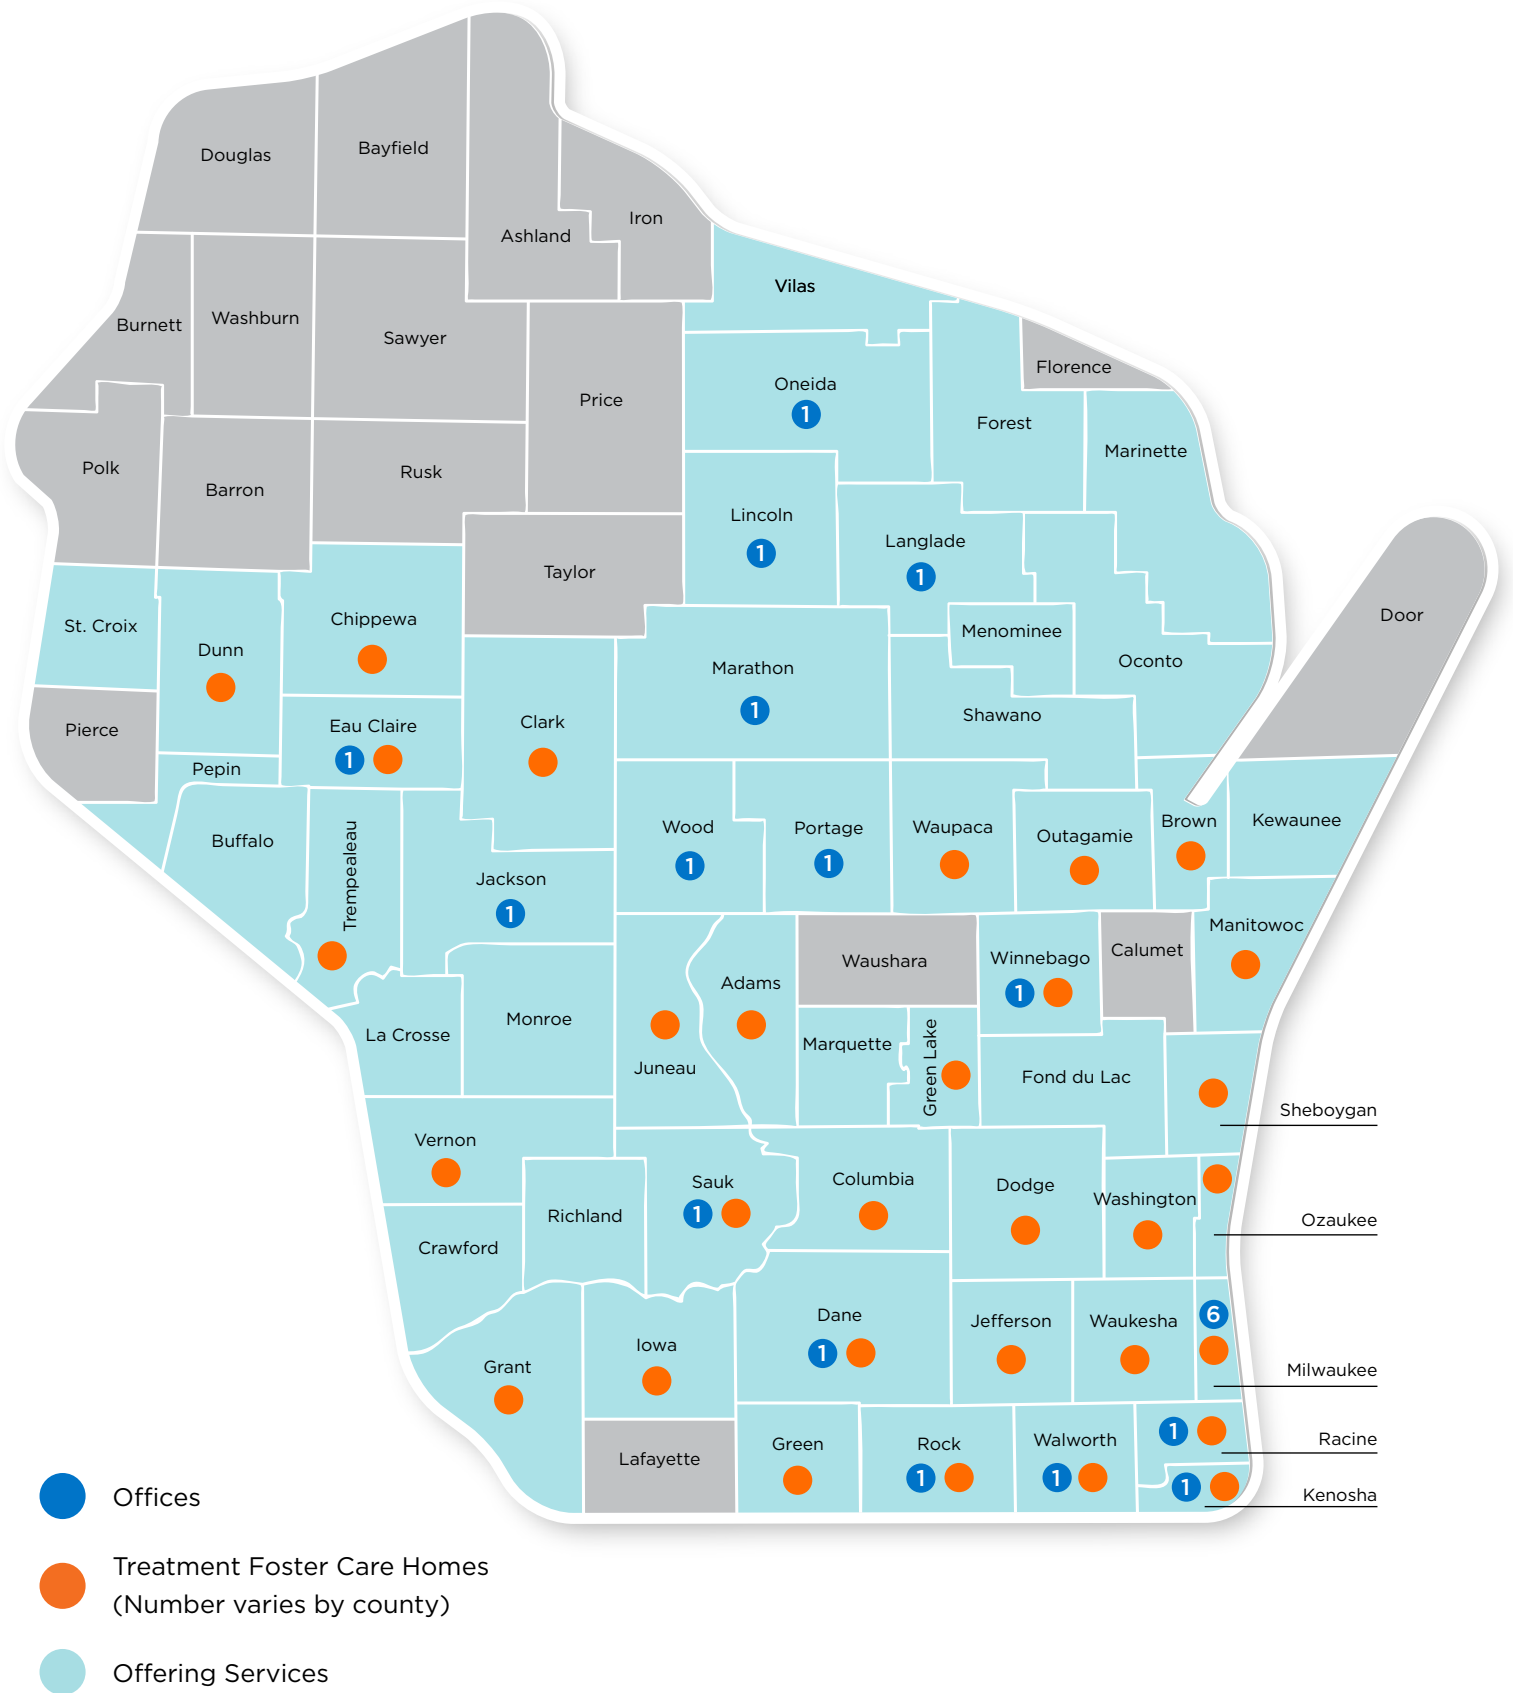 Douglas
Bayfield
Ashland
Iron
Vilas
Burnett
Washburn
Sawyer
Price
Oneida
1
Florence
Forest
Marinette
Polk
Barron
Rusk
Taylor
Lincoln
1
Langlade
1
Menominee
Oconto
Door
St. Croix
Dunn
Chippewa
Pierce
Pepin
Eau Claire
1
Clark
Marathon
1
Shawano
Buffalo
Trempealeau
Jackson
1
Wood
1
Portage
1
Waupaca
Outagamie
Brown
Kewaunee
La Crosse
Monroe
Juneau
Adams
Waushara
Marquette
Green Lake
Winnebago
1
Calumet
Manitowoc
Fond du Lac
Sheboygan
Vernon
Crawford
Richland
Sauk
1
Columbia
Dodge
Washington
Ozaukee
Grant
Iowa
Dane
1
Jefferson
Waukesha
6
Milwaukee
Lafayette
Green
Rock
1
Walworth
1
1
Racine
1
Kenosha
Offices
Treatment Foster Care Homes
(Number varies by county)
Offering Services